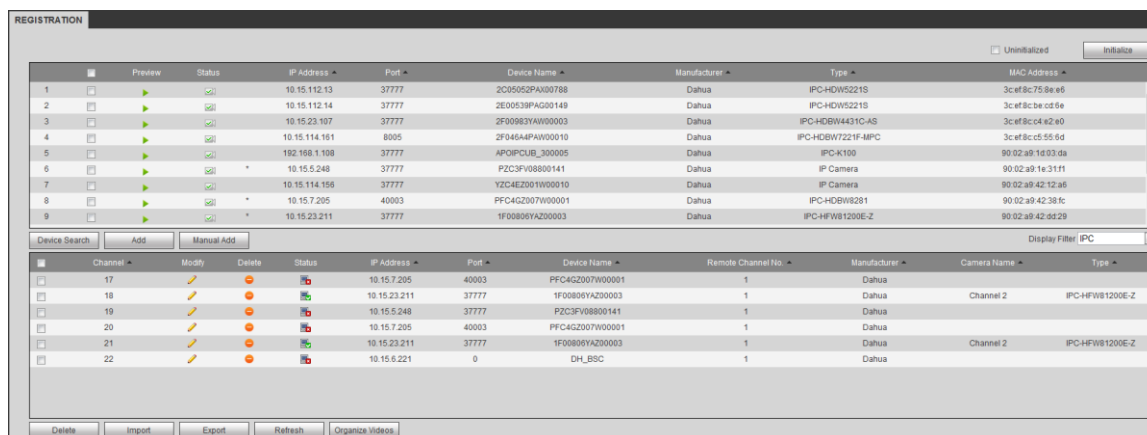 REGISTRATION
Uninitialized Initialize
Preview Status IP Address Port Device Name Manufacturer Type MAC Address
1 10.15.112.13 37777 2C05052PAX00788 Dahua IPC-HDW5221S 3c:ef:8c:75:8e:e6
2 10.15.112.14 37777 2E00539PAG00149 Dahua IPC-HDW5221S 3c:ef:8c:be:cd:6e
3 10.15.23.107 37777 2F00983YAW00003 Dahua IPC-HDBW4431C-AS 3c:ef:8c:c4:e2:e0
4 10.15.114.161 8005 2F046A4PAW00010 Dahua IPC-HDBW7221F-MPC 3c:ef:8c:c5:55:6d
5 192.168.1.108 37777 APOIPCUB_300005 Dahua IPC-K100 90:02:a9:1d:03:da
6 * 10.15.5.248 37777 PZC3FV08800141 Dahua IP Camera 90:02:a9:1e:31:f1
7 10.15.114.156 37777 YZC4EZ001W00010 Dahua IP Camera 90:02:a9:42:12:a6
8 * 10.15.7.205 40003 PFC4GZ007W00001 Dahua IPC-HDBW8281 90:02:a9:42:38:fc
9 * 10.15.23.211 37777 1F00806YAZ00003 Dahua IPC-HFW81200E-Z 90:02:a9:42:dd:29
Device Search Add Manual Add Display Filter IPC
Channel Modify Delete Status IP Address Port Device Name Remote Channel No. Manufacturer Camera Name Type
17 10.15.7.205 40003 PFC4GZ007W00001 1 Dahua
18 10.15.23.211 37777 1F00806YAZ00003 1 Dahua Channel 2 IPC-HFW81200E-Z
19 10.15.5.248 37777 PZC3FV08800141 1 Dahua
20 10.15.7.205 40003 PFC4GZ007W00001 1 Dahua
21 10.15.23.211 37777 1F00806YAZ00003 1 Dahua Channel 2 IPC-HFW81200E-Z
22 10.15.6.221 0 DH_BSC 1 Dahua
Delete Import Export Refresh Organize Videos